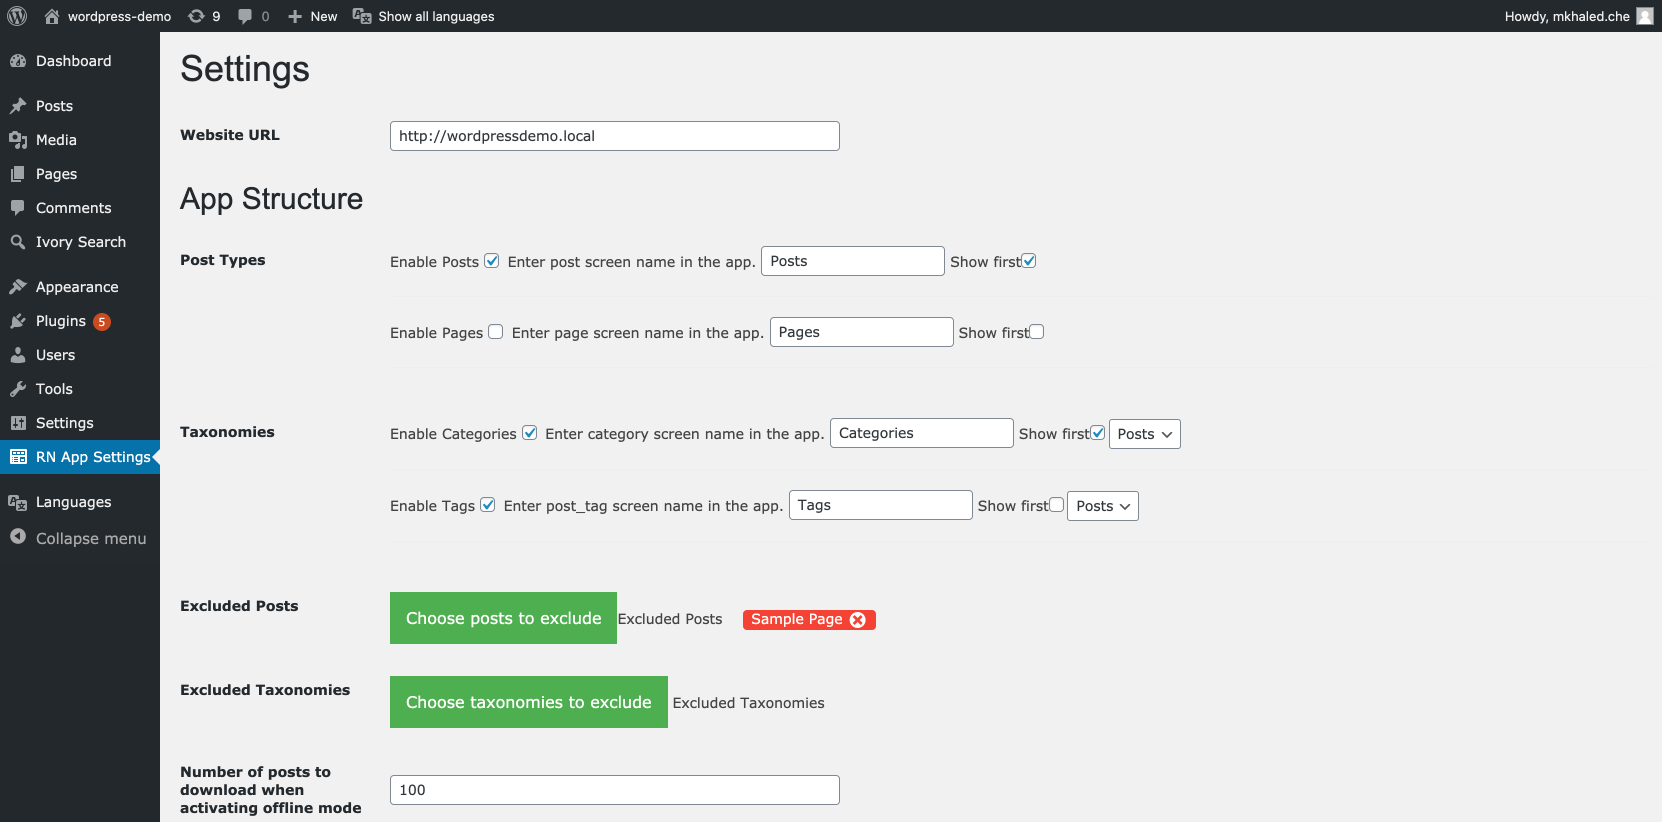 wordpress-demo 9 0 New Show all languages Howdy, mkhaled.che
Dashboard
Posts
Media
Pages
Comments
Ivory Search
Appearance
Plugins 5
Users
Tools
Settings
RN App Settings
Languages
Collapse menu
Settings
Website URL http://wordpressdemo.local
App Structure
Post Types Enable Posts Enter post screen name in the app. Posts Show first
Enable Pages Enter page screen name in the app. Pages Show first
Taxonomies Enable Categories Enter category screen name in the app. Categories Show first Posts
Enable Tags Enter post_tag screen name in the app. Tags Show first Posts
Excluded Posts Choose posts to exclude Excluded Posts Sample Page
Excluded Taxonomies Choose taxonomies to exclude Excluded Taxonomies
Number of posts to
download when
activating offline mode
100